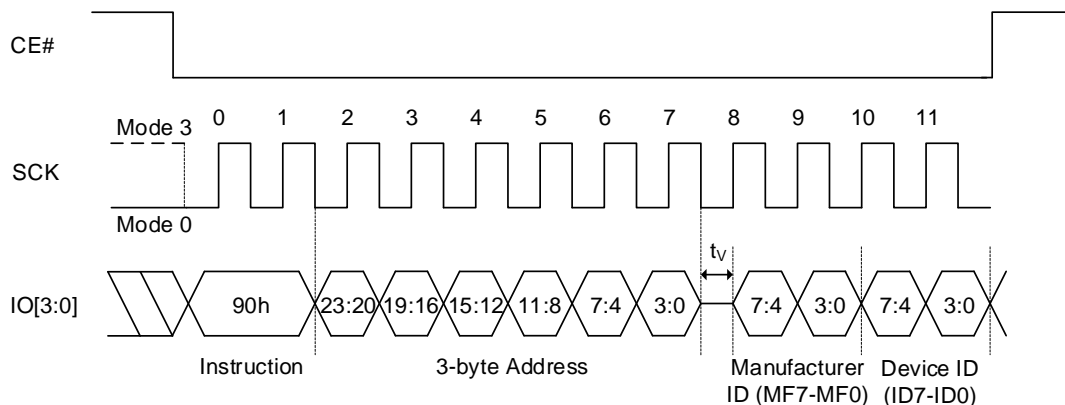 CE#
0 1 2 3 4 5 6 7 8 9 10 11
Mode 3
SCK
Mode 0
tV
IO[3:0]
90h 23:20 19:16 15:12 11:8 7:4 3:0 7:4 3:0 7:4 3:0
Instruction 3-byte Address Manufacturer Device ID
ID (MF7-MF0) (ID7-ID0)